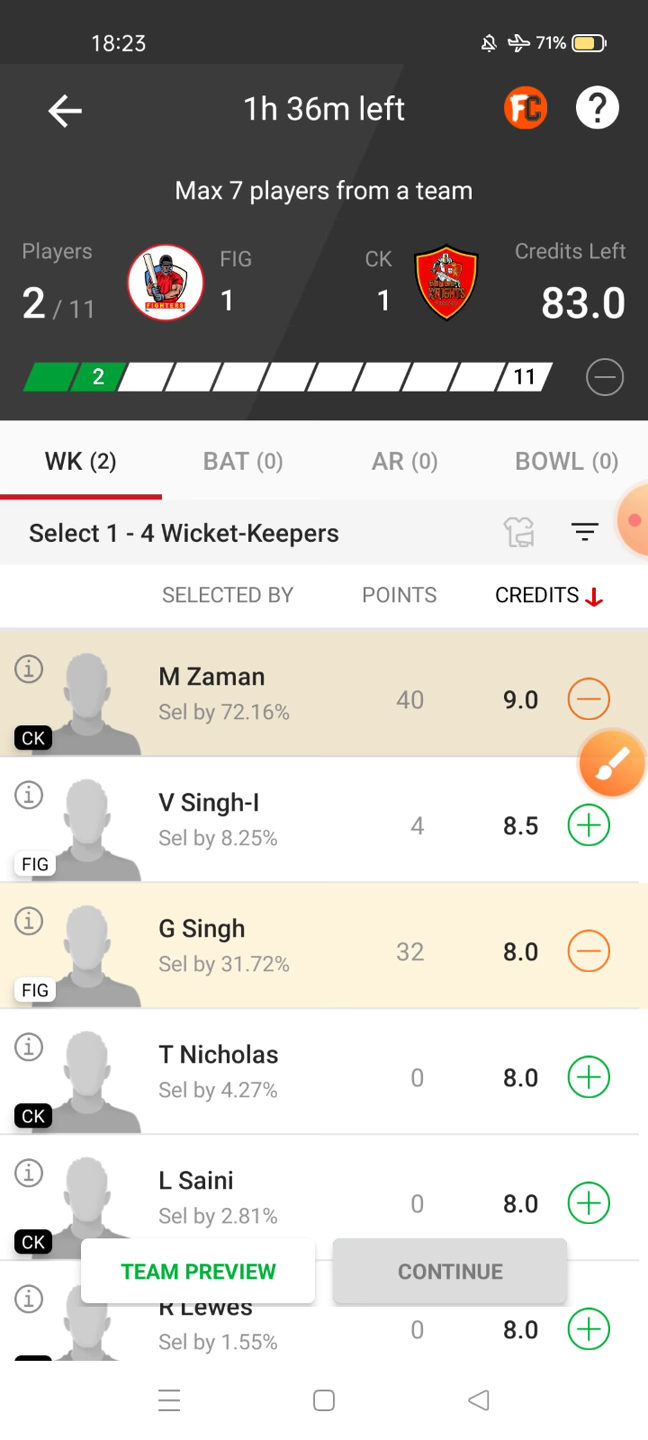 18:23
71%
1h 36m left
FC
?
Max 7 players from a team
Players
FIG
CK
Credits Left
2 / 11
1
1
83.0
FIGHTERS
KNIGHTS
2
11
WK (2)
BAT (0)
AR (0)
BOWL (0)
Select 1 - 4 Wicket-Keepers
SELECTED BY
POINTS
CREDITS
M Zaman
Sel by 72.16%
40
9.0
CK
V Singh-I
Sel by 8.25%
4
8.5
FIG
G Singh
Sel by 31.72%
32
8.0
FIG
T Nicholas
Sel by 4.27%
0
8.0
CK
L Saini
Sel by 2.81%
0
8.0
CK
TEAM PREVIEW
CONTINUE
R Lewes
Sel by 1.55%
0
8.0